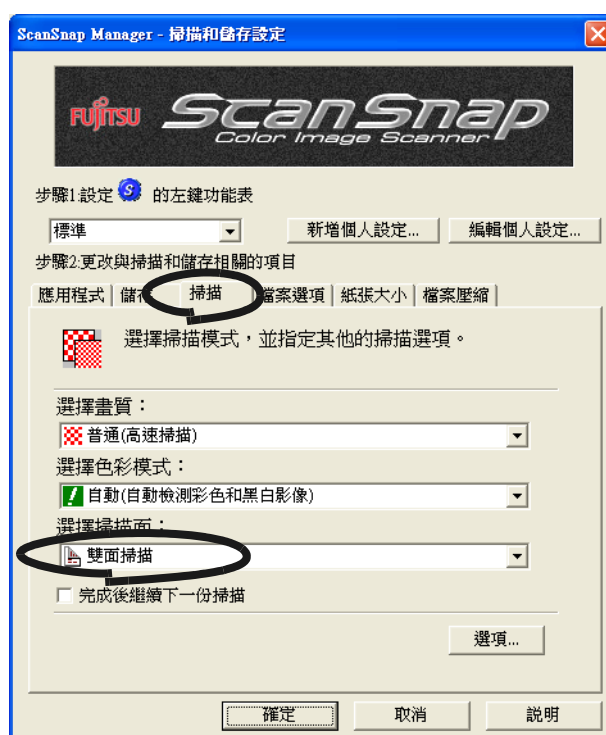 ScanSnap Manager - 掃描和儲存設定
FUJITSU ScanSnap
Color Image Scanner
步驟1:設定 S 的左鍵功能表
標準 新增個人設定... 編輯個人設定...
步驟2:更改與掃描和儲存相關的項目
應用程式 儲存 掃描 檔案選項 紙張大小 檔案壓縮
選擇掃描模式，並指定其他的掃描選項。
選擇畫質：
普通(高速掃描)
選擇色彩模式：
自動(自動檢測彩色和黑白影像)
選擇掃描面：
雙面掃描
完成後繼續下一份掃描
選項...
確定 取消 說明